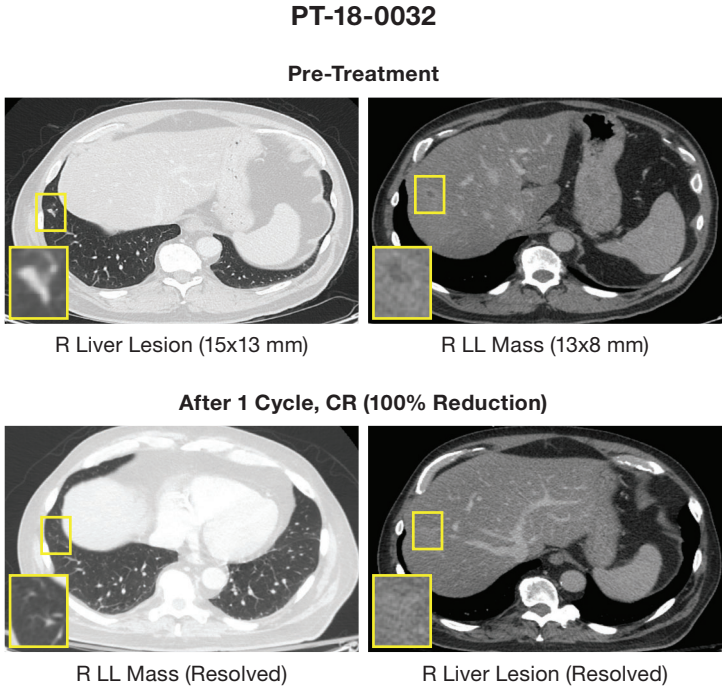 PT-18-0032
Pre-Treatment
R Liver Lesion (15x13 mm)
R LL Mass (13x8 mm)
After 1 Cycle, CR (100% Reduction)
R LL Mass (Resolved)
R Liver Lesion (Resolved)